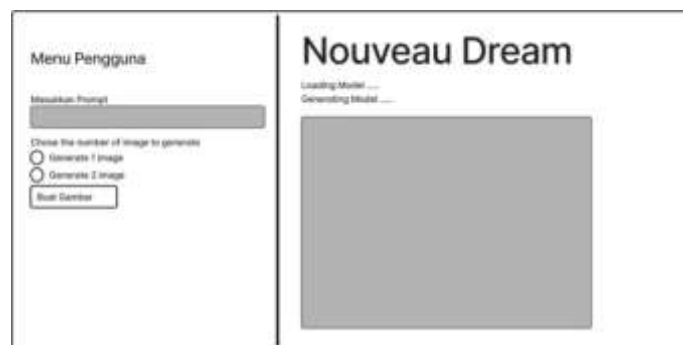 Menu Pengguna
Masukkan Prompt
Chose the number of image to generate
Generate 1 image
Generate 2 image
Buat Gambar
Nouveau Dream
Loading Model .....
Generating Model ......